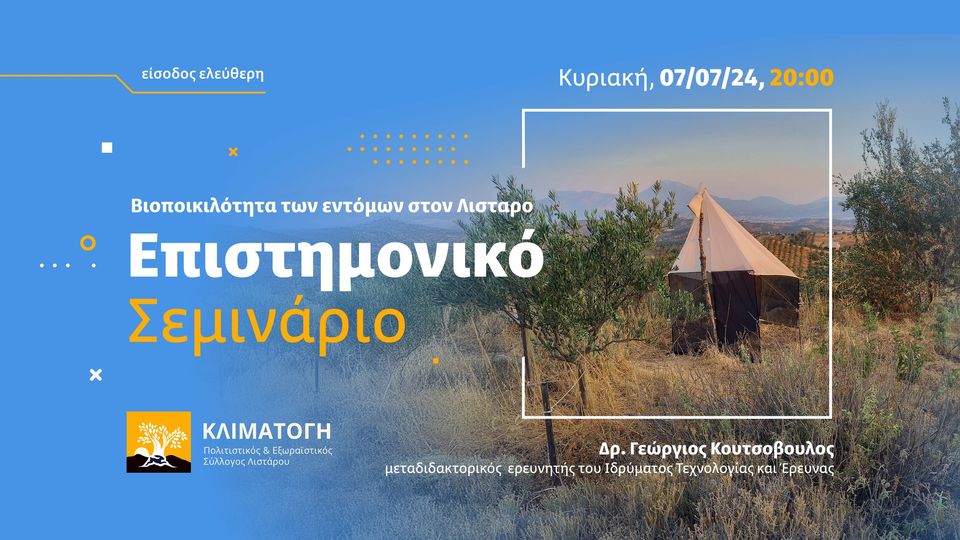 είσοδος ελεύθερη
Κυριακή, 07/07/24, 20:00
Βιοποικιλότητα των εντόμων στον Λισταρο
Επιστημονικό
Σεμινάριο
ΚΛΙΜΑΤΟΓΗ
Πολιτιστικός & Εξωραϊστικός
Σύλλογος Λιστάρου
Δρ. Γεώργιος Κουτσοβουλος
μεταδιδακτορικός ερευνητής του Ιδρύματος Τεχνολογίας και Έρευνας